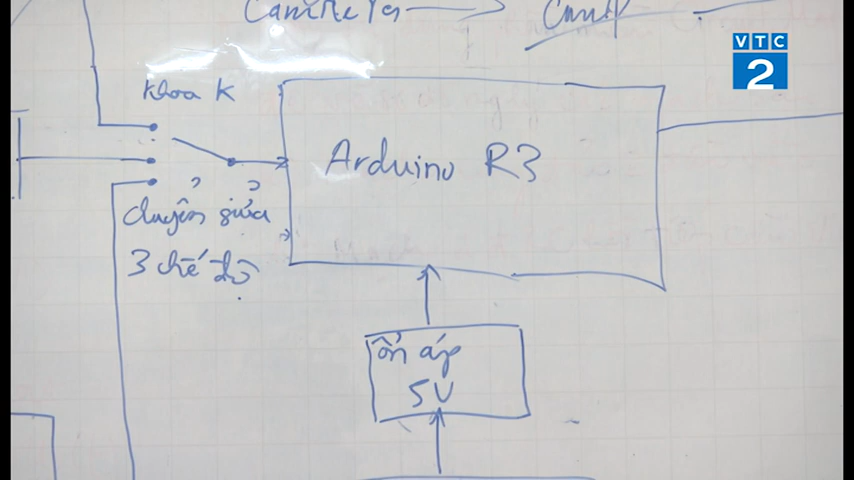 VTC
2
khoa K
Arduino R3
chuyển giữa
3 chế độ
ổn áp
5V